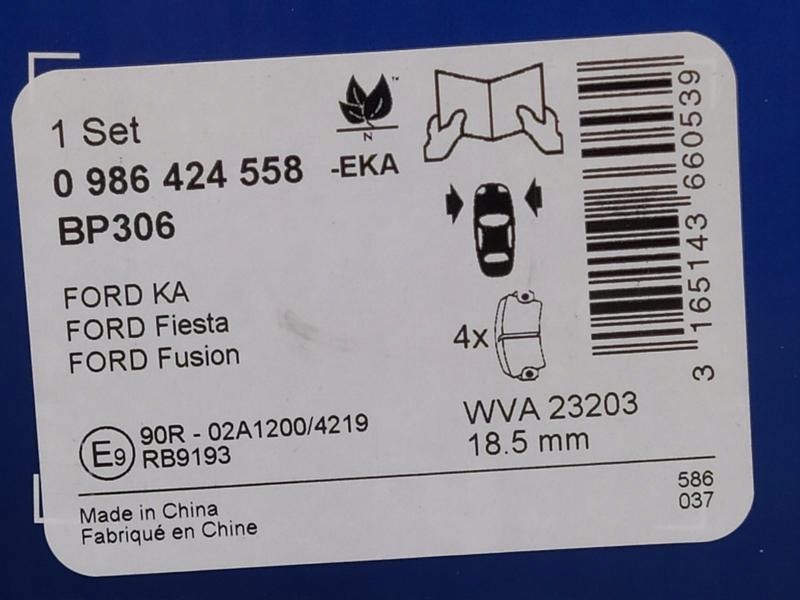 1 Set
0 986 424 558 -EKA
BP306
N
™
FORD KA
FORD Fiesta
FORD Fusion
4x
E9
90R - 02A1200/4219
RB9193
WVA 23203
18.5 mm
3 165143 660539
Made in China
Fabriqué en Chine
586
037